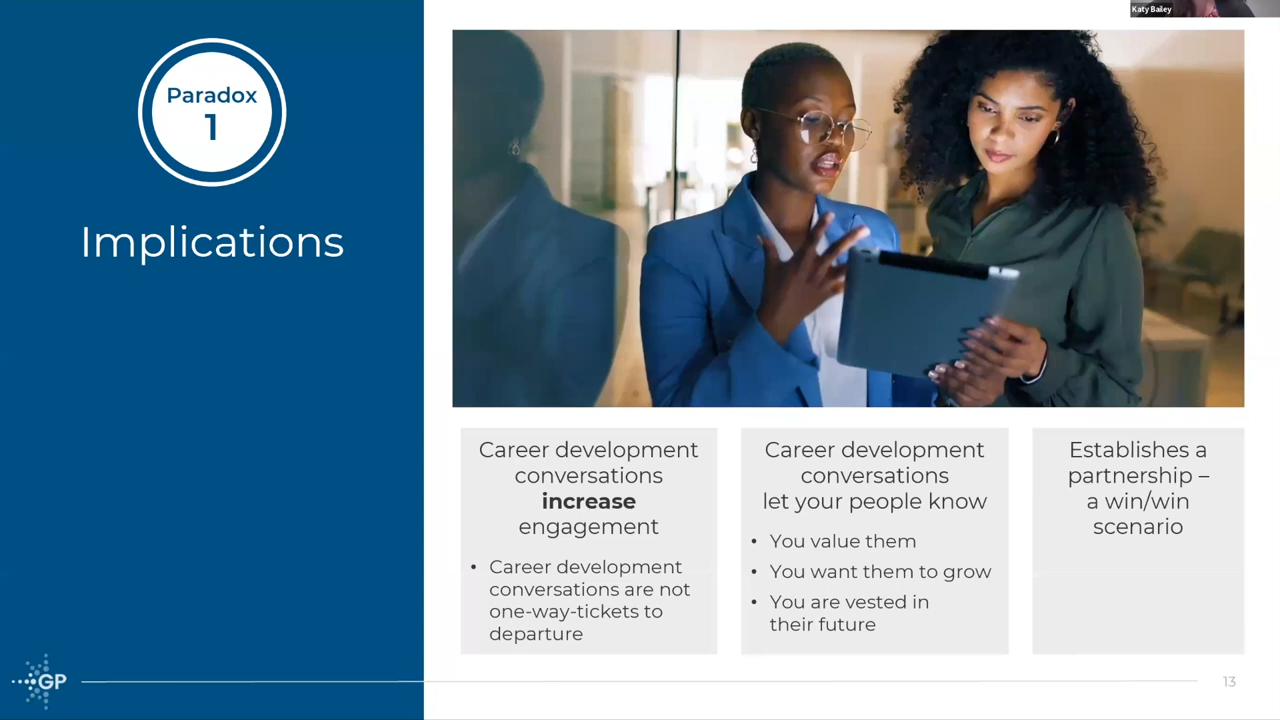 Katy Bailey
Paradox
1
Implications
Career development
conversations
increase
engagement
• Career development
conversations are not
one-way-tickets to
departure
Career development
conversations
let your people know
• You value them
• You want them to grow
• You are vested in
their future
Establishes a
partnership –
a win/win
scenario
GP
13